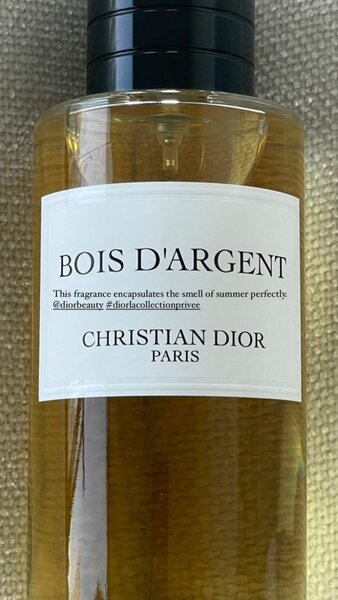 BOIS D'ARGENT
This fragrance encapsulates the smell of summer perfectly.
@diorbeauty #diorlacollectionprivee
CHRISTIAN DIOR
PARIS